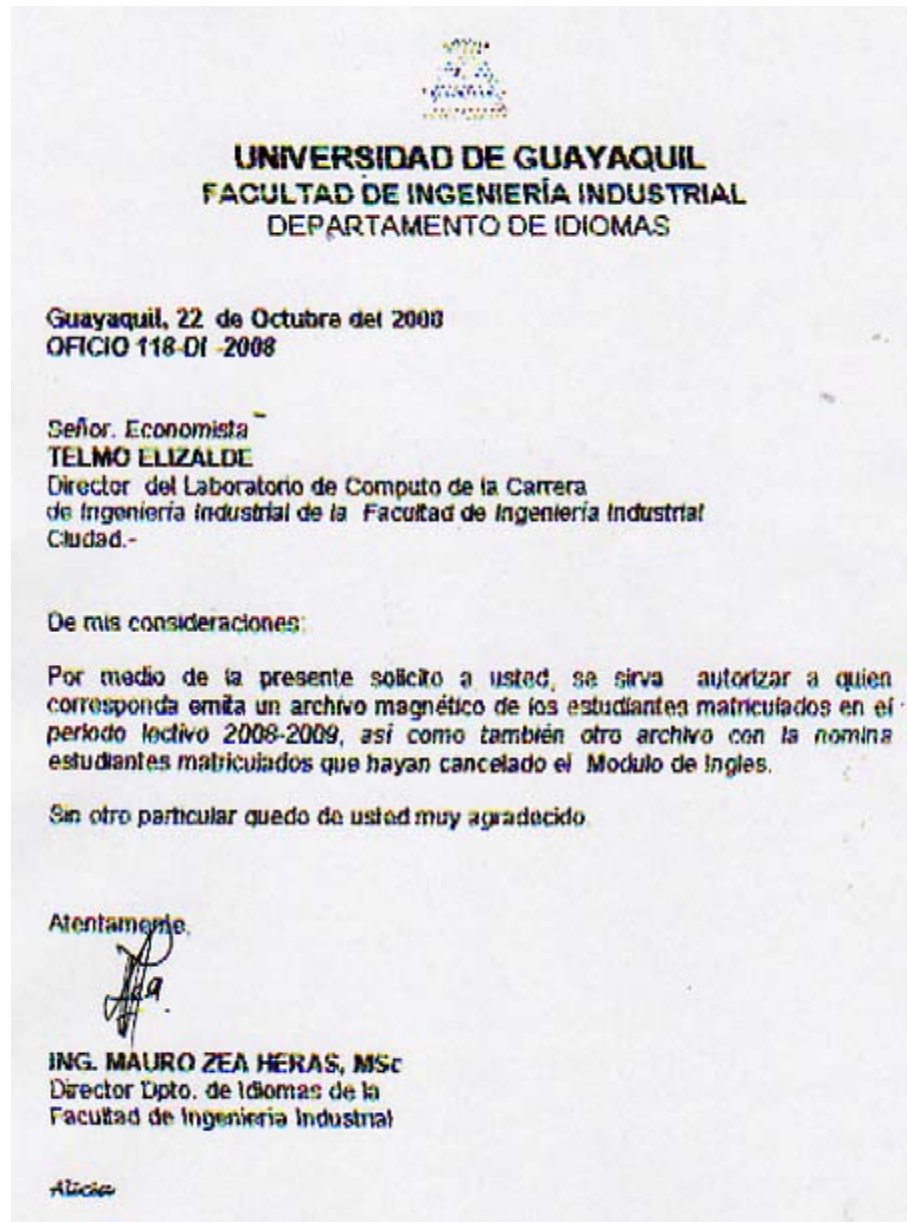 UNIVERSIDAD DE GUAYAQUIL
FACULTAD DE INGENIERÍA INDUSTRIAL
DEPARTAMENTO DE IDIOMAS
Guayaquil, 22 de Octubre del 2008
OFICIO 118-DI -2008
Señor. Economista
TELMO ELIZALDE
Director del Laboratorio de Computo de la Carrera
de Ingeniería Industrial de la Facultad de Ingeniería Industrial
Ciudad.-
De mis consideraciones:
Por medio de la presente solicito a usted, se sirva autorizar a quien
corresponda emita un archivo magnético de los estudiantes matriculados en el
periodo lectivo 2008-2009, así como también otro archivo con la nomina
estudiantes matriculados que hayan cancelado el Modulo de Ingles.
Sin otro particular quedo de usted muy agradecido.
Atentamente,
ING. MAURO ZEA HERAS, MSc
Director Dpto. de Idiomas de la
Facultad de Ingeniería Industrial
Alicia